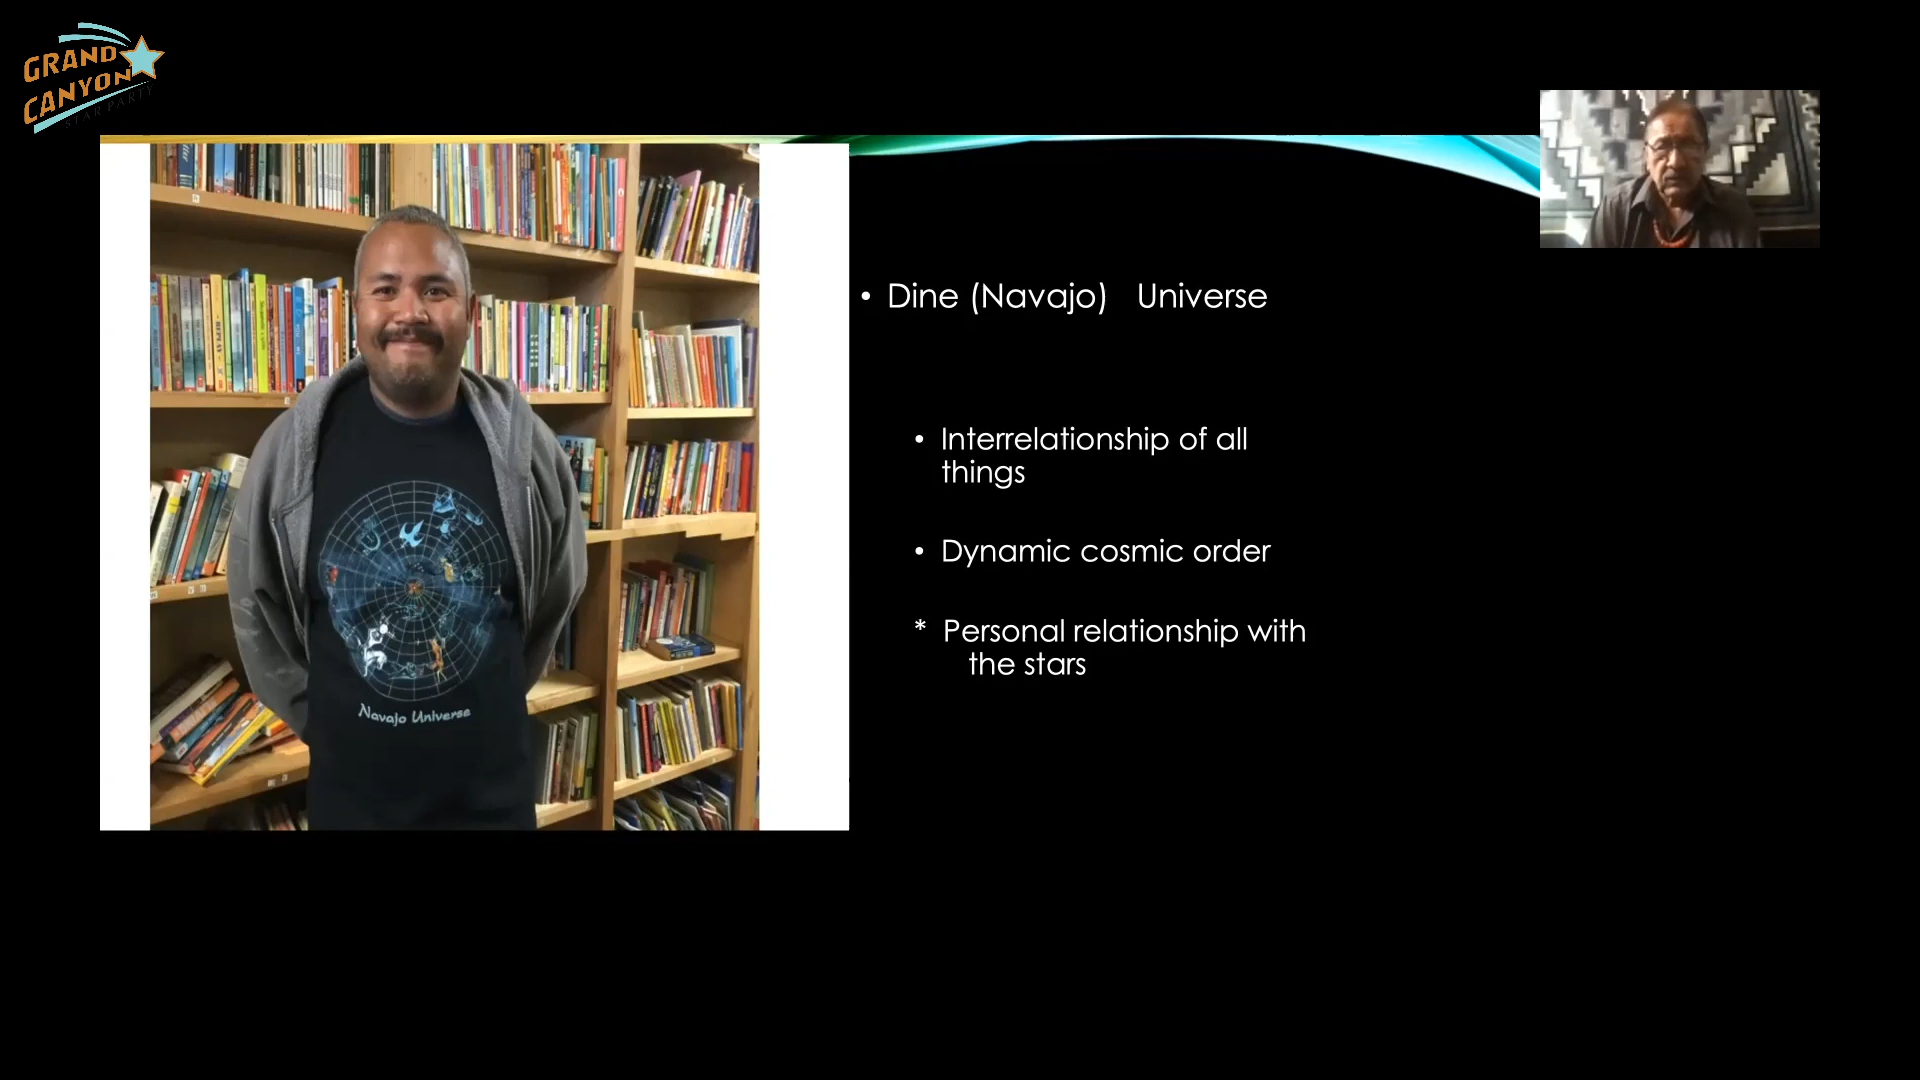 GRAND
CANYON
STAR PARTY
• Dine (Navajo) Universe
• Interrelationship of all
things
• Dynamic cosmic order
* Personal relationship with
the stars
Navajo Universe